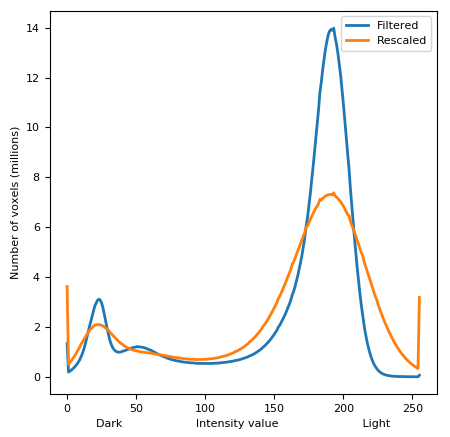 Filtered
Rescaled
Number of voxels (millions)
14
12
10
8
6
4
2
0
0 50 100 150 200 250
Dark Intensity value Light